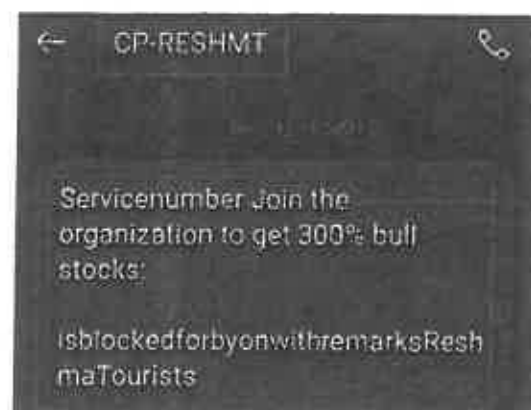 CP-RESHMT
Servicenumber Join the
organization to get 300% bull
stocks:
isblockedforbyonwithremarksResh
maTourists